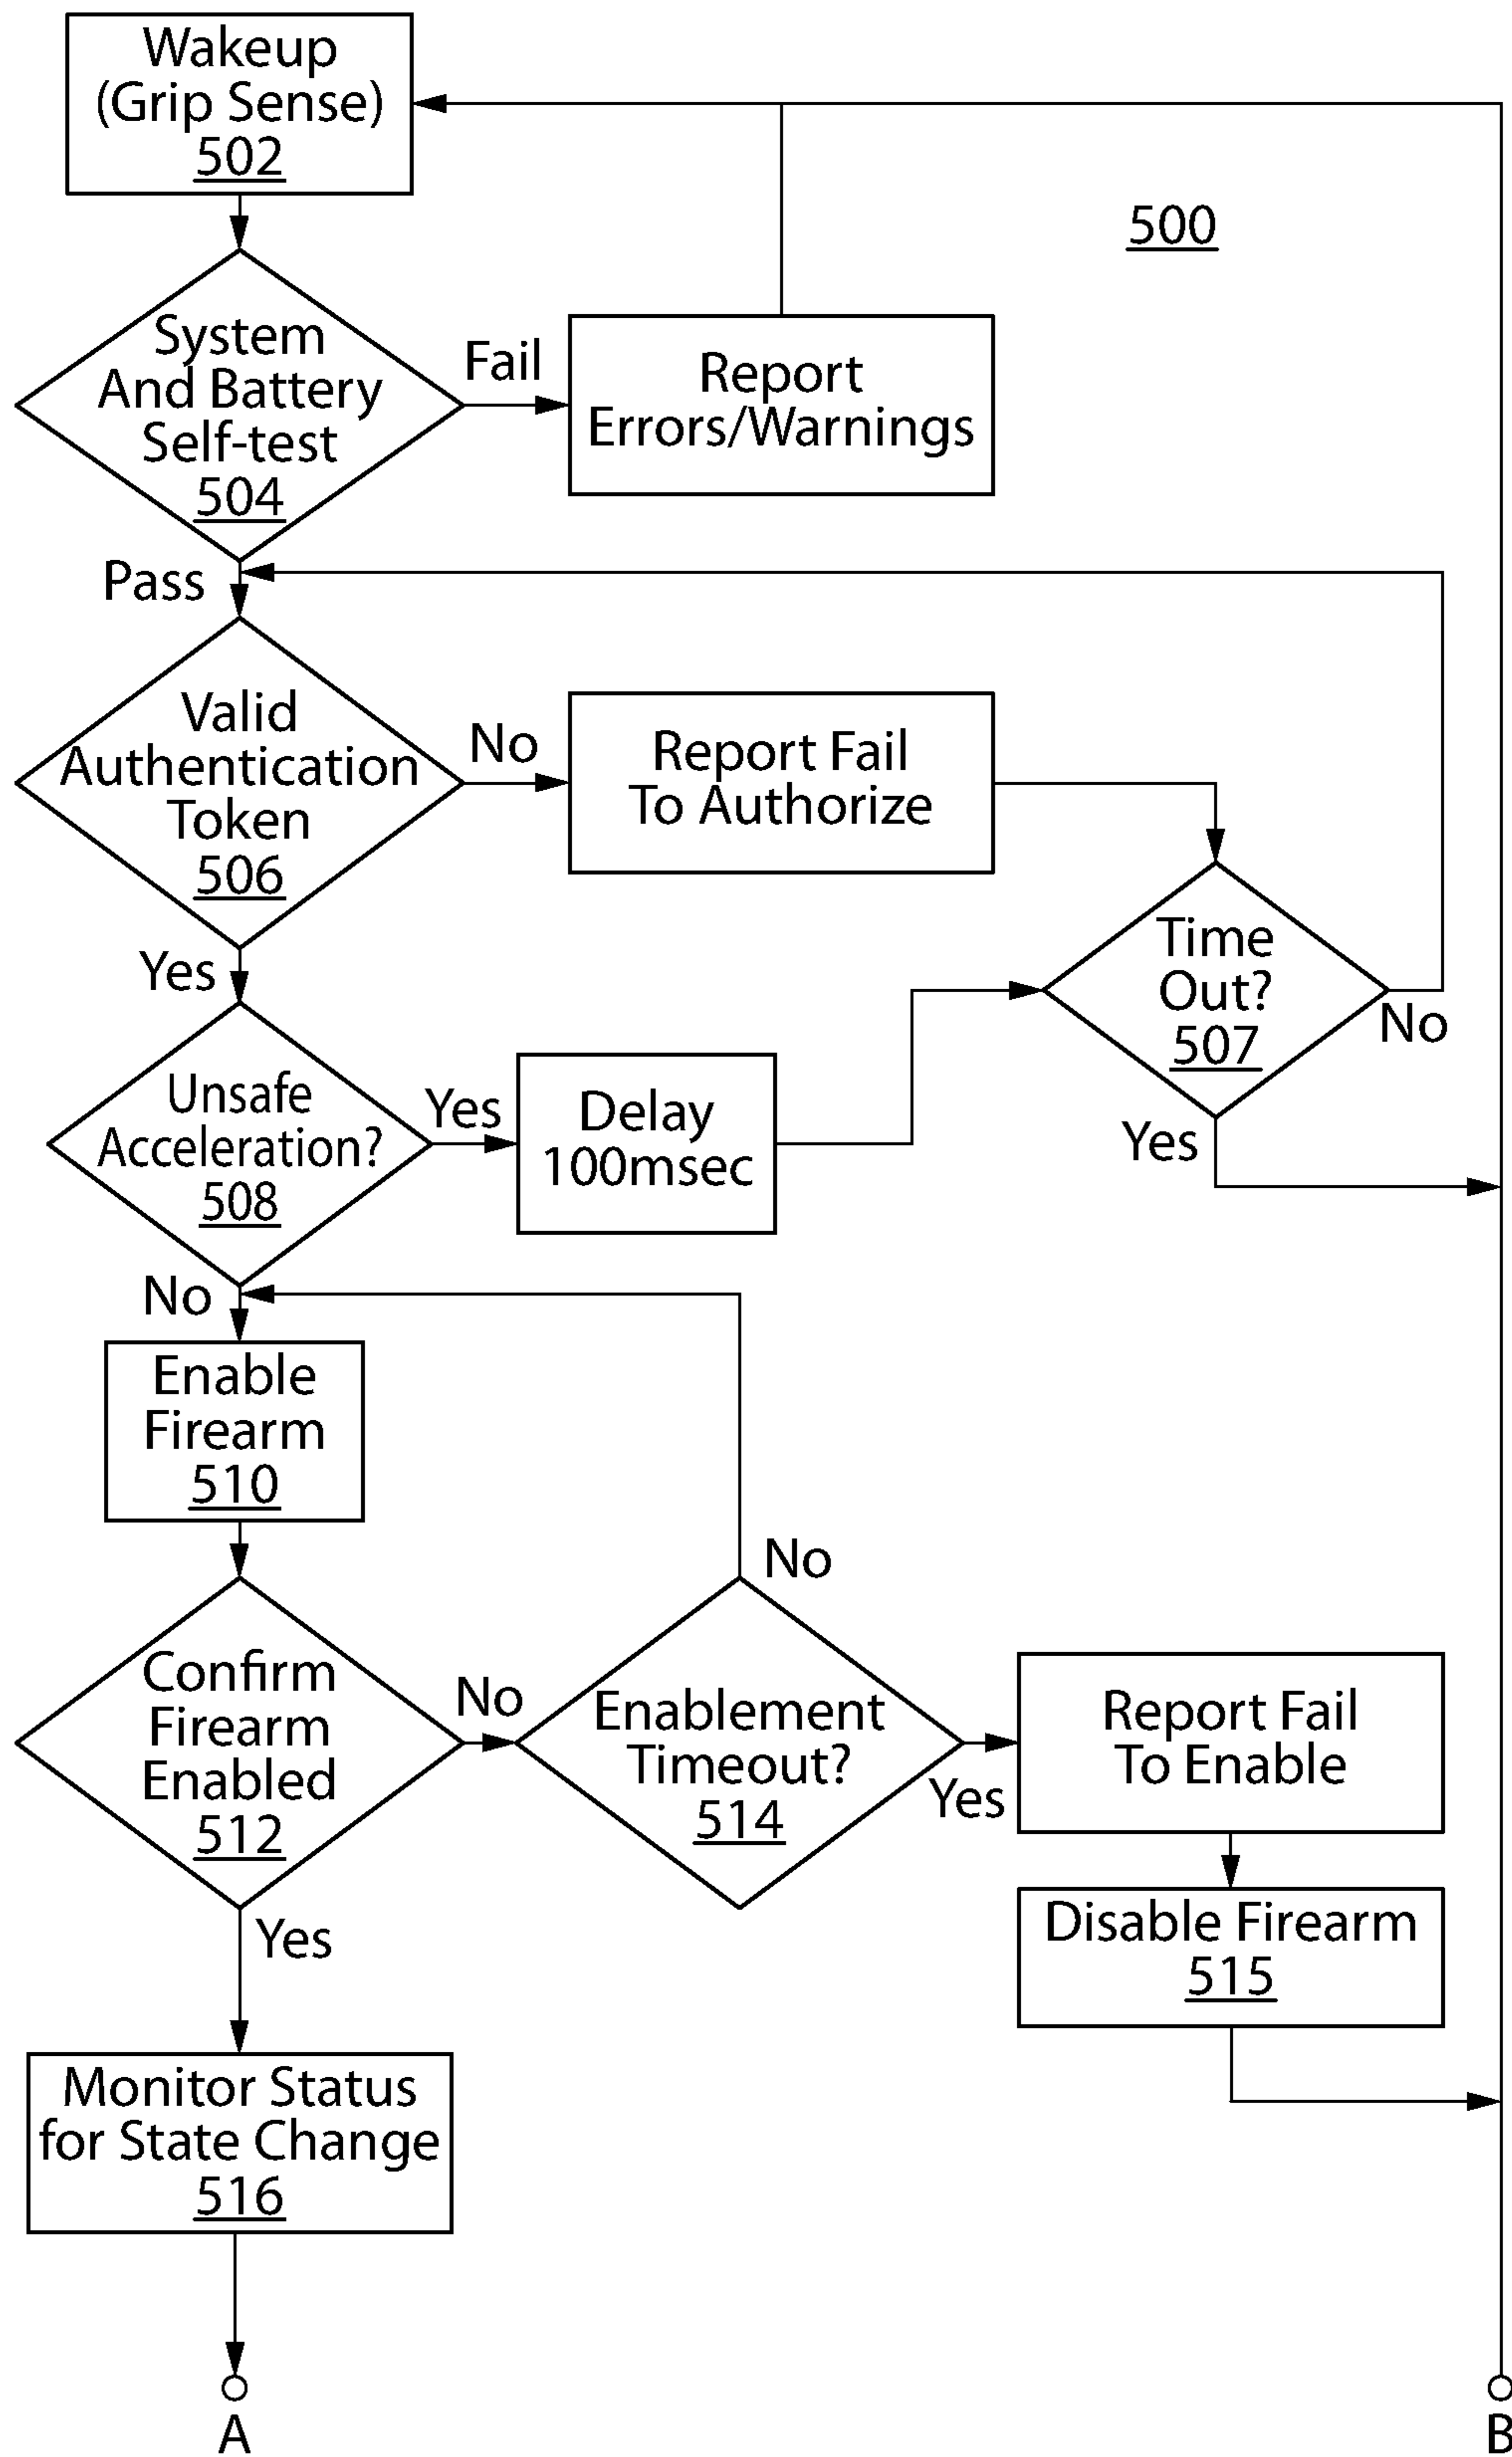 Wakeup
(Grip Sense)
502
500
System
And Battery
Self-test
504
Fail
Report
Errors/Warnings
Pass
Valid
Authentication
Token
506
No
Report Fail
To Authorize
Time
Out?
507
No
Yes
Yes
Unsafe
Acceleration?
508
Yes
Delay
100msec
No
Enable
Firearm
510
Confirm
Firearm
Enabled
512
No
Enablement
Timeout?
514
No
Yes
Report Fail
To Enable
Disable Firearm
515
Yes
Monitor Status
for State Change
516
A
B